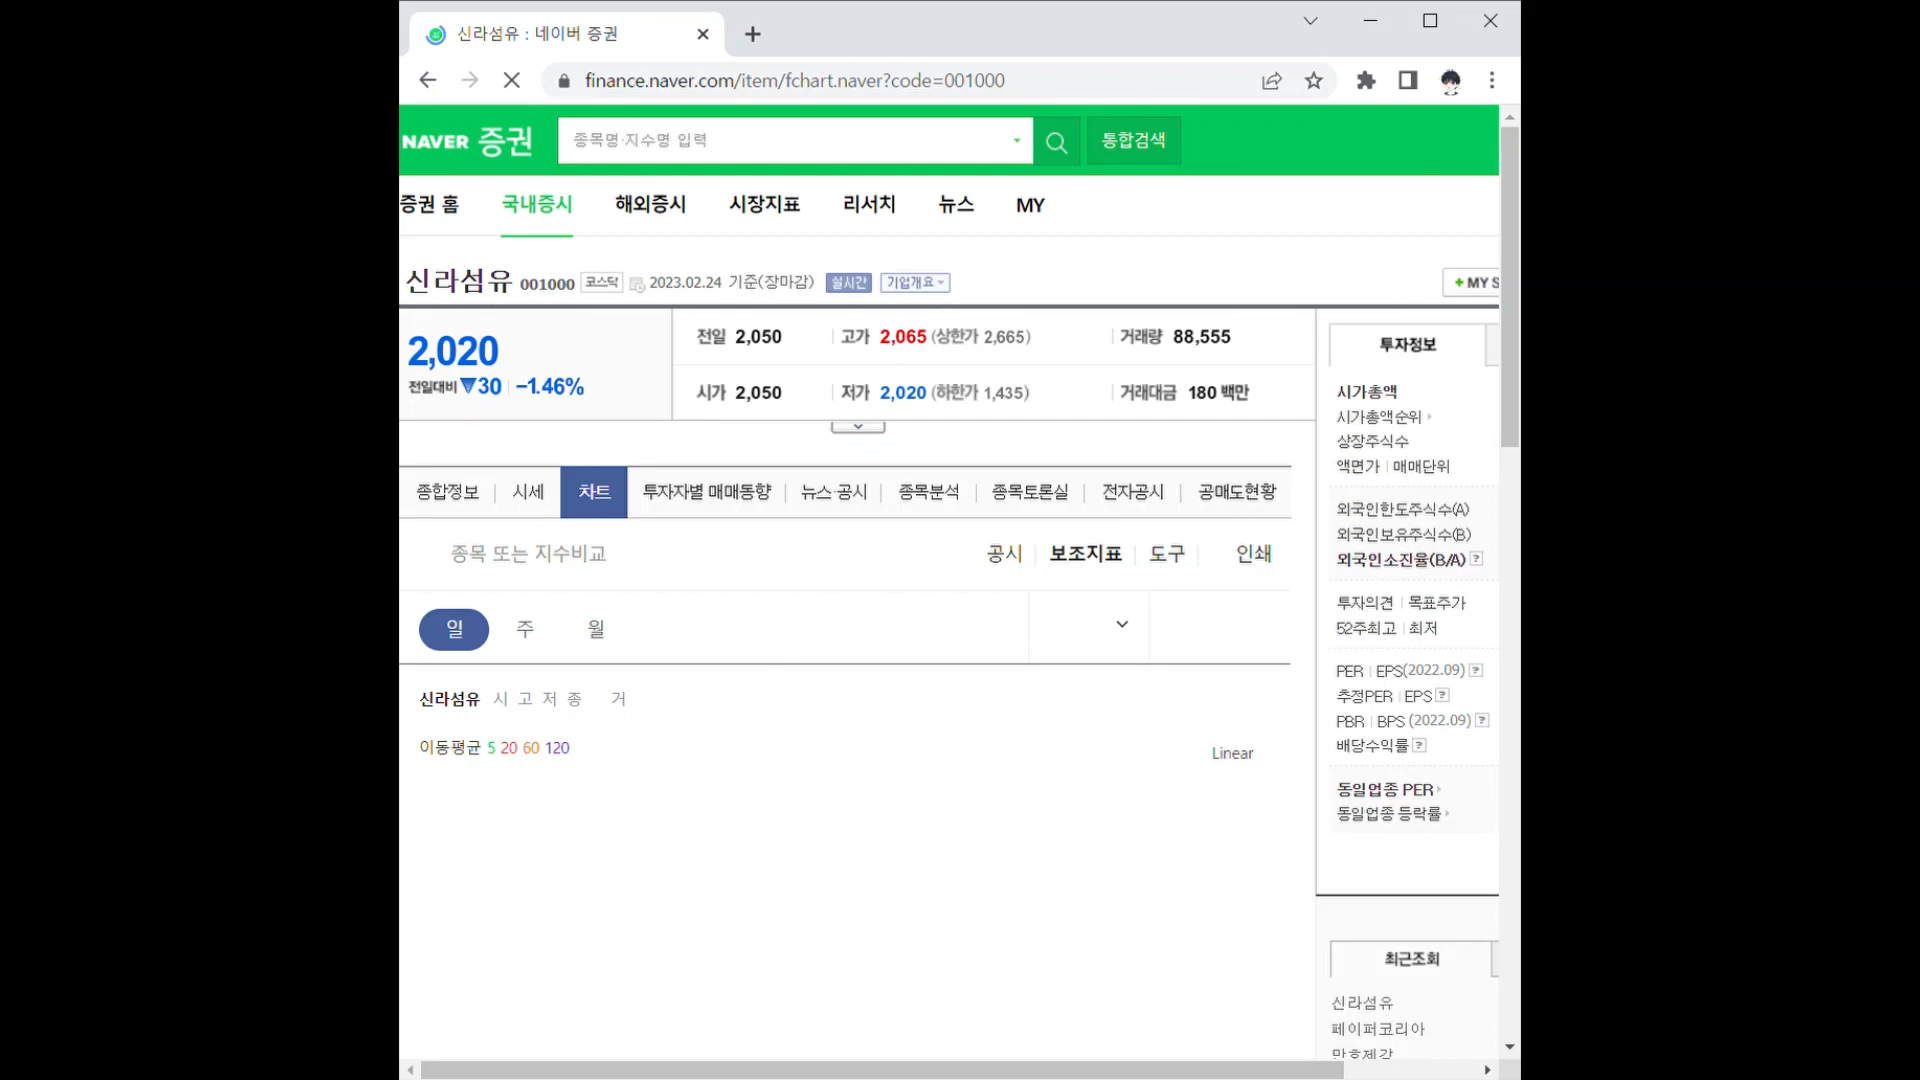 신라섬유 : 네이버 증권
finance.naver.com/item/fchart.naver?code=001000
NAVER 증권
종목명·지수명 입력
통합검색
증권 홈 국내증시 해외증시 시장지표 리서치 뉴스 MY
신라섬유 001000 코스닥 2023.02.24 기준(장마감) 실시간 기업개요
+ MY S
2,020
전일대비 ▼30 -1.46%
전일 2,050 고가 2,065 (상한가 2,665) 거래량 88,555
시가 2,050 저가 2,020 (하한가 1,435) 거래대금 180 백만
종합정보 시세 차트 투자자별 매매동향 뉴스·공시 종목분석 종목토론실 전자공시 공매도현황
종목 또는 지수비교 공시 보조지표 도구 인쇄
일 주 월
신라섬유 시 고 저 종 거
이동평균 5 20 60 120
Linear
투자정보
시가총액
시가총액순위
상장주식수
액면가 매매단위
외국인한도주식수(A)
외국인보유주식수(B)
외국인소진율(B/A) ?
투자의견 목표주가
52주최고 최저
PER EPS(2022.09) ?
추정PER EPS ?
PBR BPS (2022.09) ?
배당수익률 ?
동일업종 PER
동일업종 등락률
최근조회
신라섬유
페이퍼코리아
만호제강